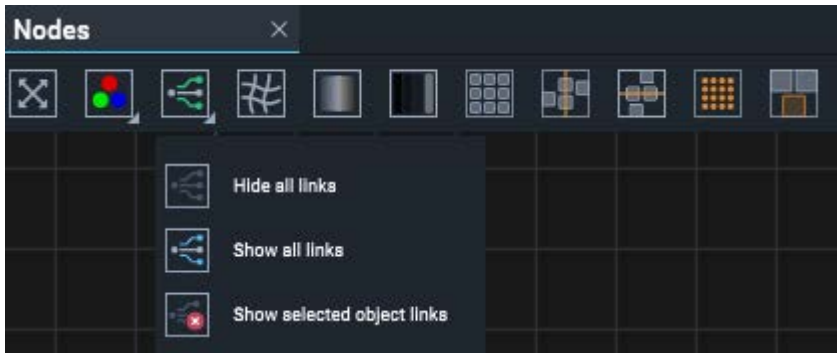 Nodes
Hide all links
Show all links
Show selected object links